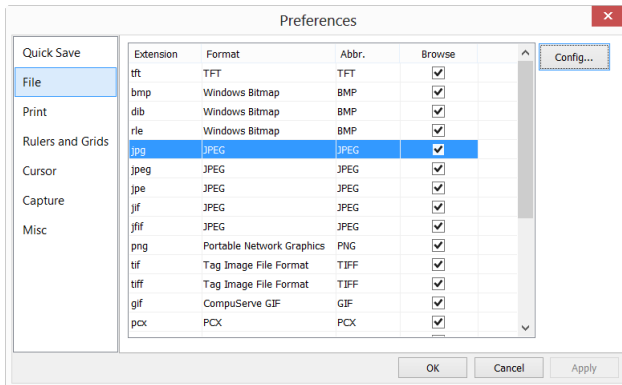 Preferences
Quick Save
File
Print
Rulers and Grids
Cursor
Capture
Misc
Extension Format Abbr. Browse
tft TFT TFT
bmp Windows Bitmap BMP
dib Windows Bitmap BMP
rle Windows Bitmap BMP
jpg JPEG JPEG
jpeg JPEG JPEG
jpe JPEG JPEG
jif JPEG JPEG
jfif JPEG JPEG
png Portable Network Graphics PNG
tif Tag Image File Format TIFF
tiff Tag Image File Format TIFF
gif CompuServe GIF GIF
pcx PCX PCX
Config...
OK Cancel Apply